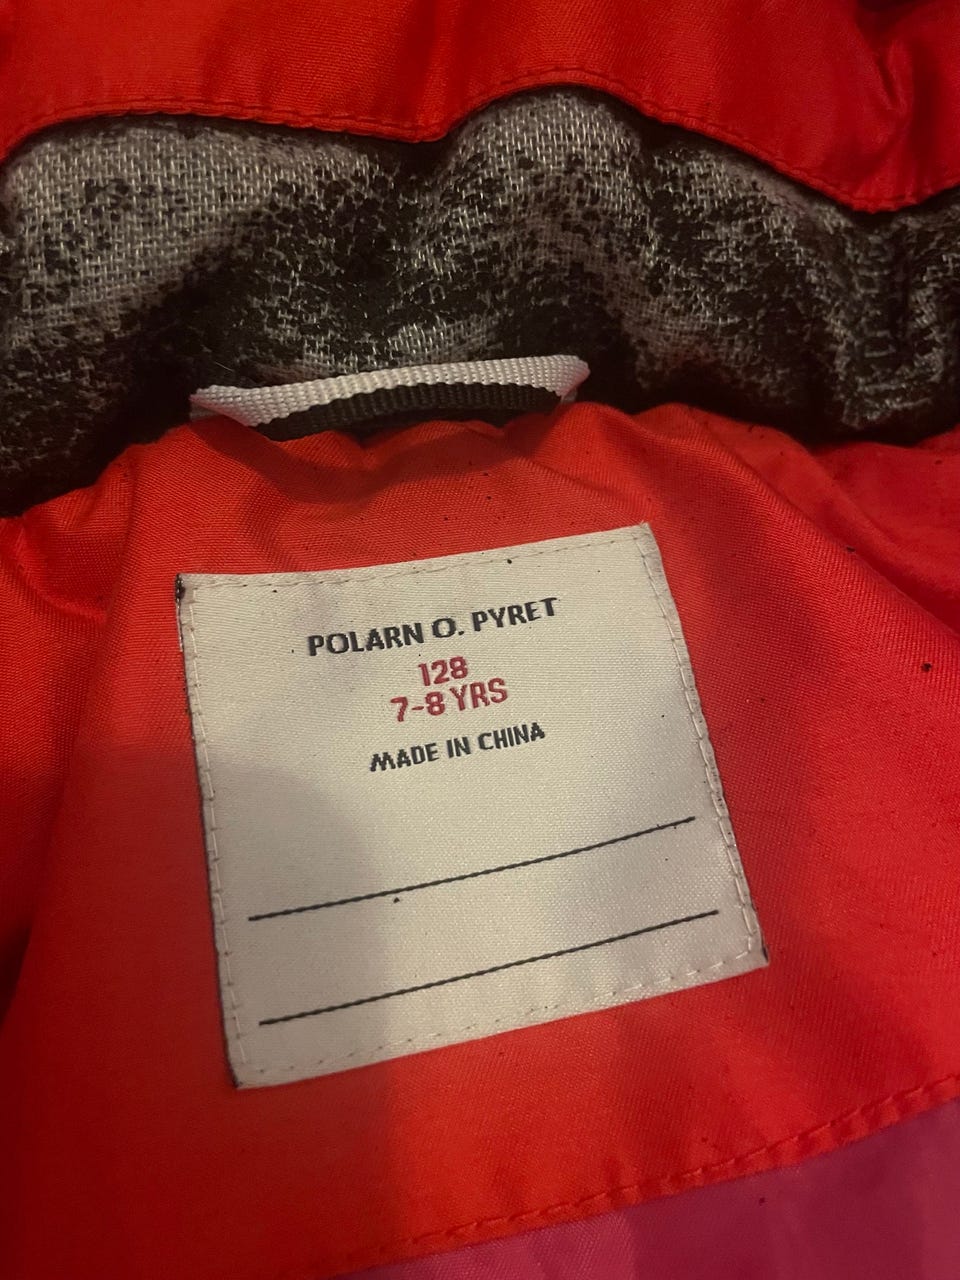 POLARN O. PYRET
128
7-8 YRS
MADE IN CHINA